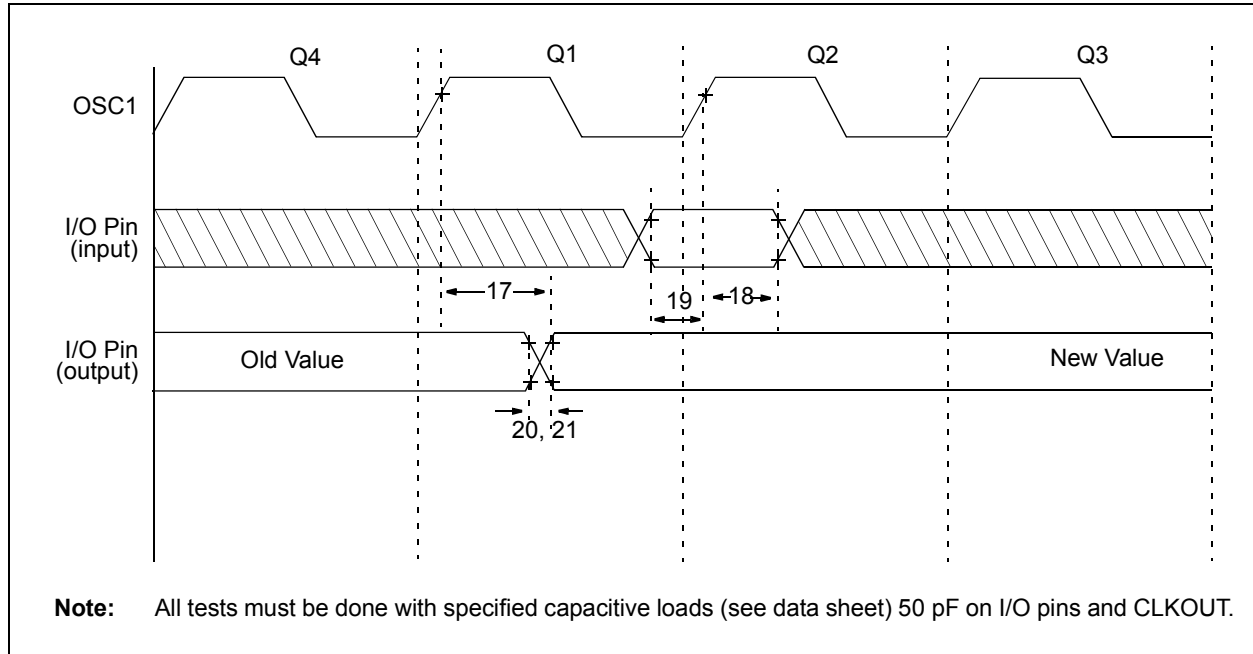 Q4 Q1 Q2 Q3
OSC1
I/O Pin
(input)
17
19
18
I/O Pin
(output)
Old Value
New Value
20, 21
Note: All tests must be done with specified capacitive loads (see data sheet) 50 pF on I/O pins and CLKOUT.